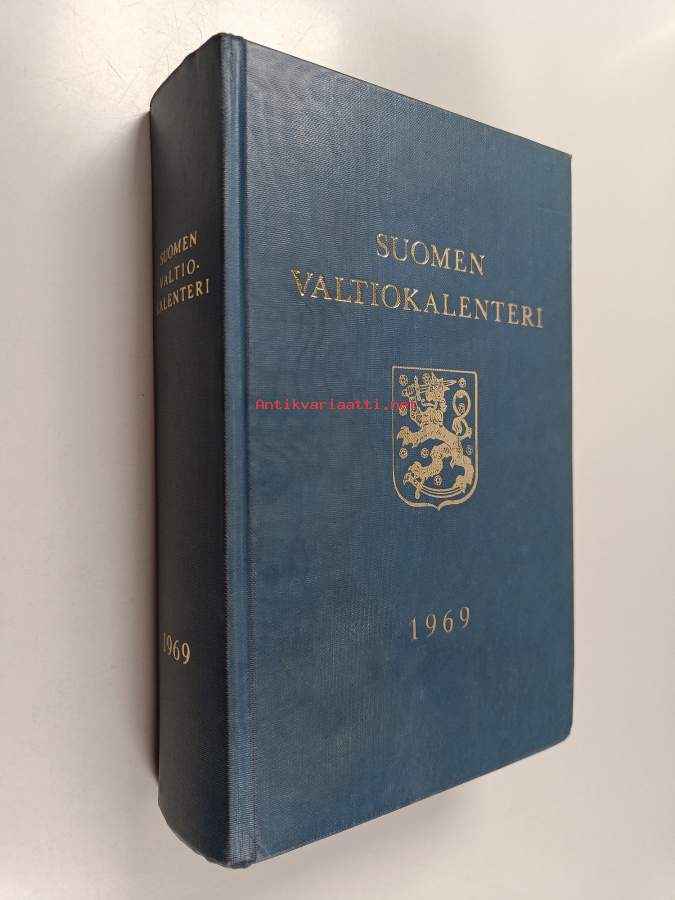 SUOMEN
VALTIO-
KALENTERI
1969
SUOMEN
VALTIOKALENTERI
Antikvariaatti.net
1969